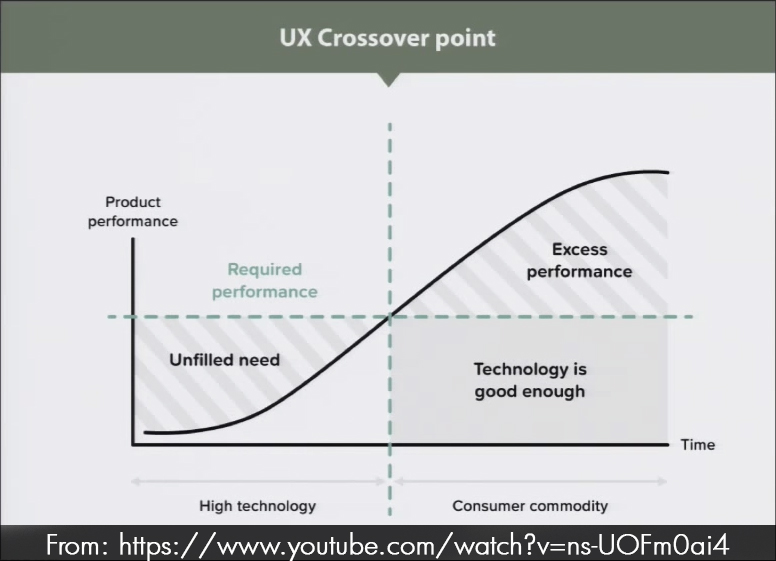 UX Crossover point
Product
performance
Required
performance
Excess
performance
Unfilled need
Technology is
good enough
Time
High technology
Consumer commodity
From: https://www.youtube.com/watch?v=ns-UOFm0ai4